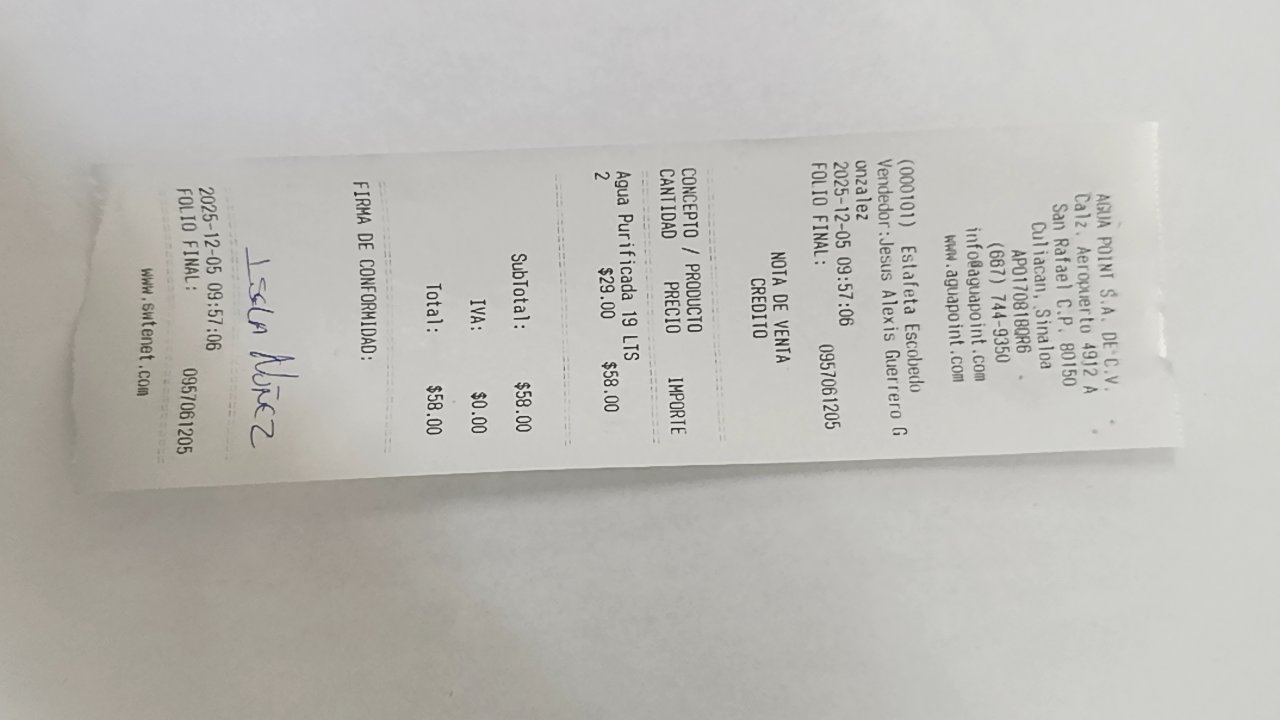 AGUA POINT S.A. DE C.V.
Calz. Aeropuerto 4912 A
San Rafael C.P. 80150
Culiacan, Sinaloa
APO170818QR6
(667) 744-9350
info@aguapoint.com
www.aguapoint.com
(000101) Estafeta Escobedo
Vendedor:Jesus Alexis Guerrero G
onzalez
2025-12-05 09:57:06
FOLIO FINAL: 0957061205
NOTA DE VENTA
CREDITO
CONCEPTO / PRODUCTO
CANTIDAD PRECIO IMPORTE
Agua Purificada 19 LTS
2 $29.00 $58.00
SubTotal: $58.00
IVA: $0.00
Total: $58.00
FIRMA DE CONFORMIDAD:
Isela Nuñez
2025-12-05 09:57:06
FOLIO FINAL: 0957061205
www.swtenet.com